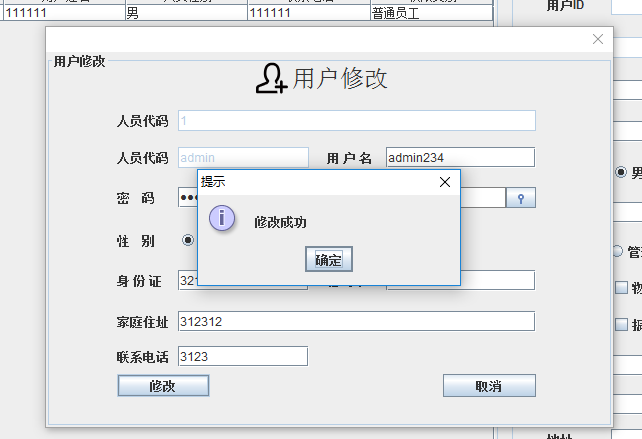 111111 男 111111 普通员工
用户ID
用户修改
用户修改
人员代码 1
人员代码 admin 用 户 名 admin234
密 码
提示
修改成功
确定
性 别
身 份 证 321
家庭住址 312312
联系电话 3123
修改 取消
男